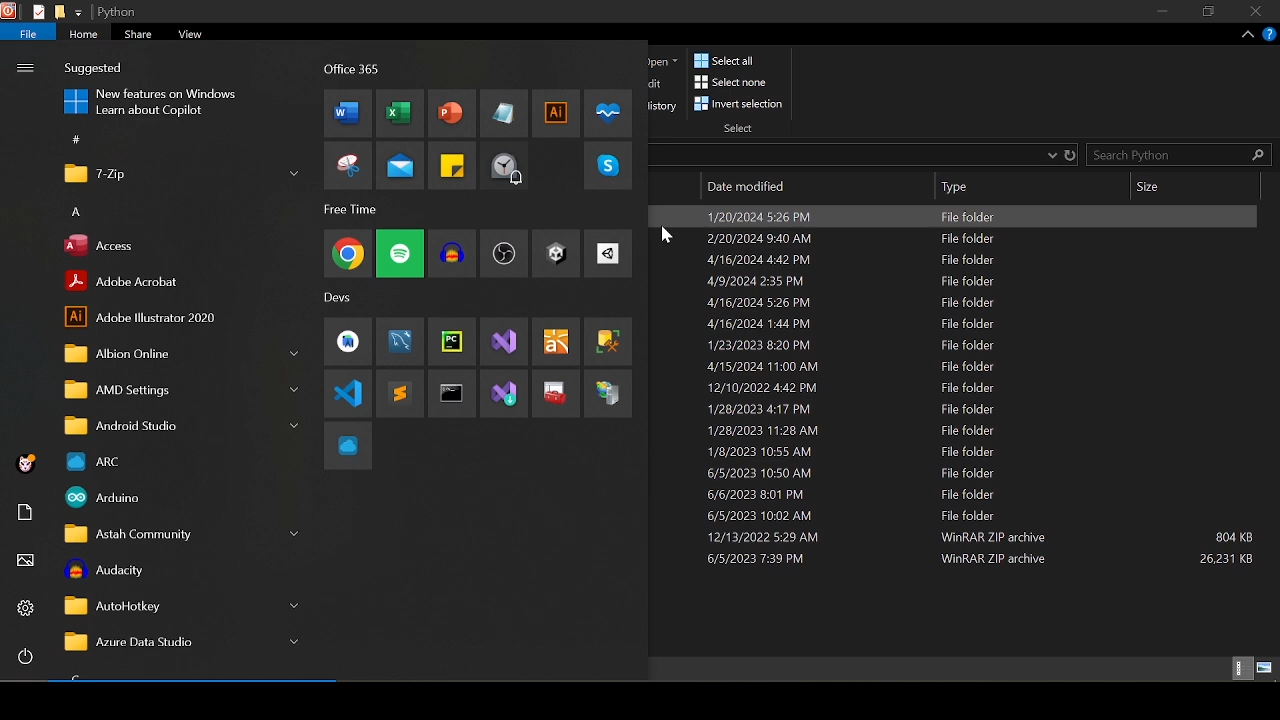 Python
File
Home
Share
View
Suggested
New features on Windows
Learn about Copilot
#
7-Zip
A
Access
Adobe Acrobat
Adobe Illustrator 2020
Albion Online
AMD Settings
Android Studio
ARC
Arduino
Astah Community
Audacity
AutoHotkey
Azure Data Studio
Office 365
Free Time
Devs
Select all
Select none
Invert selection
Select
Search Python
Date modified
Type
Size
1/20/2024 5:26 PM File folder
2/20/2024 9:40 AM File folder
4/16/2024 4:42 PM File folder
4/9/2024 2:35 PM File folder
4/16/2024 5:26 PM File folder
4/16/2024 1:44 PM File folder
1/23/2023 8:20 PM File folder
4/15/2024 11:00 AM File folder
12/10/2022 4:42 PM File folder
1/28/2023 4:17 PM File folder
1/28/2023 11:28 AM File folder
1/8/2023 10:55 AM File folder
6/5/2023 10:50 AM File folder
6/6/2023 8:01 PM File folder
6/5/2023 10:02 AM File folder
12/13/2022 5:29 AM WinRAR ZIP archive 804 KB
6/5/2023 7:39 PM WinRAR ZIP archive 26,231 KB